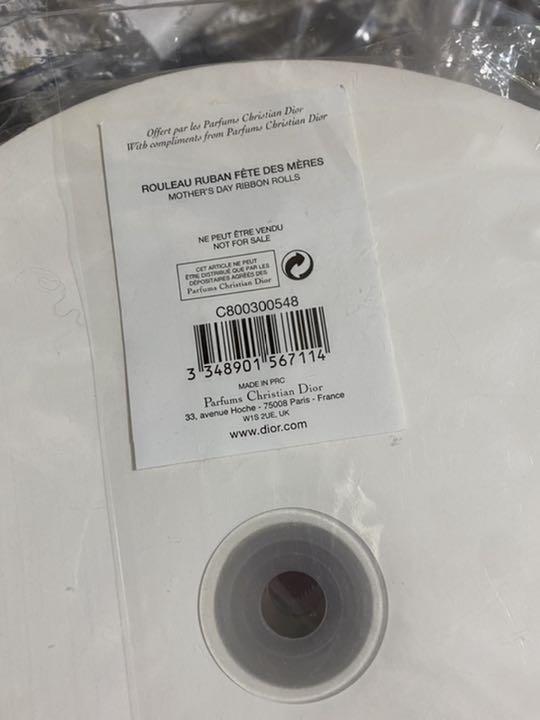 Offert par les Parfums Christian Dior
With compliments from Parfums Christian Dior
ROULEAU RUBAN FÊTE DES MÈRES
MOTHER'S DAY RIBBON ROLLS
NE PEUT ÊTRE VENDU
NOT FOR SALE
CET ARTICLE NE PEUT
ÊTRE DISTRIBUÉ QUE PAR LES
DÉPOSITAIRES AGRÉÉS DES
Parfums Christian Dior
C800300548
3 348901 567114
MADE IN PRC
Parfums Christian Dior
33, avenue Hoche - 75008 Paris - France
W1S 2UE, UK
www.dior.com